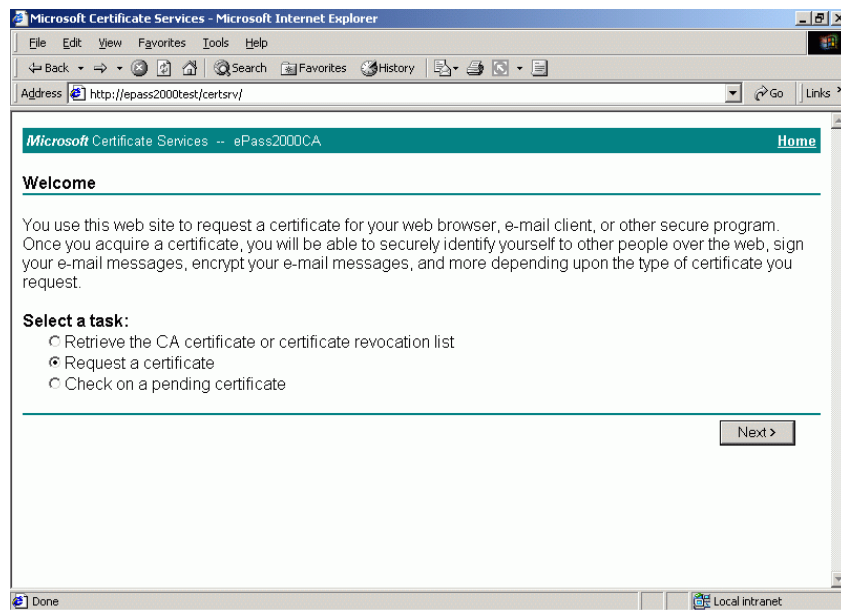 Microsoft Certificate Services - Microsoft Internet Explorer
File Edit View Favorites Tools Help
Back Search Favorites History
Address http://epass2000test/certsrv/ Go Links
Microsoft Certificate Services -- ePass2000CA Home
Welcome
You use this web site to request a certificate for your web browser, e-mail client, or other secure program.
Once you acquire a certificate, you will be able to securely identify yourself to other people over the web, sign
your e-mail messages, encrypt your e-mail messages, and more depending upon the type of certificate you
request.
Select a task:
Retrieve the CA certificate or certificate revocation list
Request a certificate
Check on a pending certificate
Next >
Done Local intranet